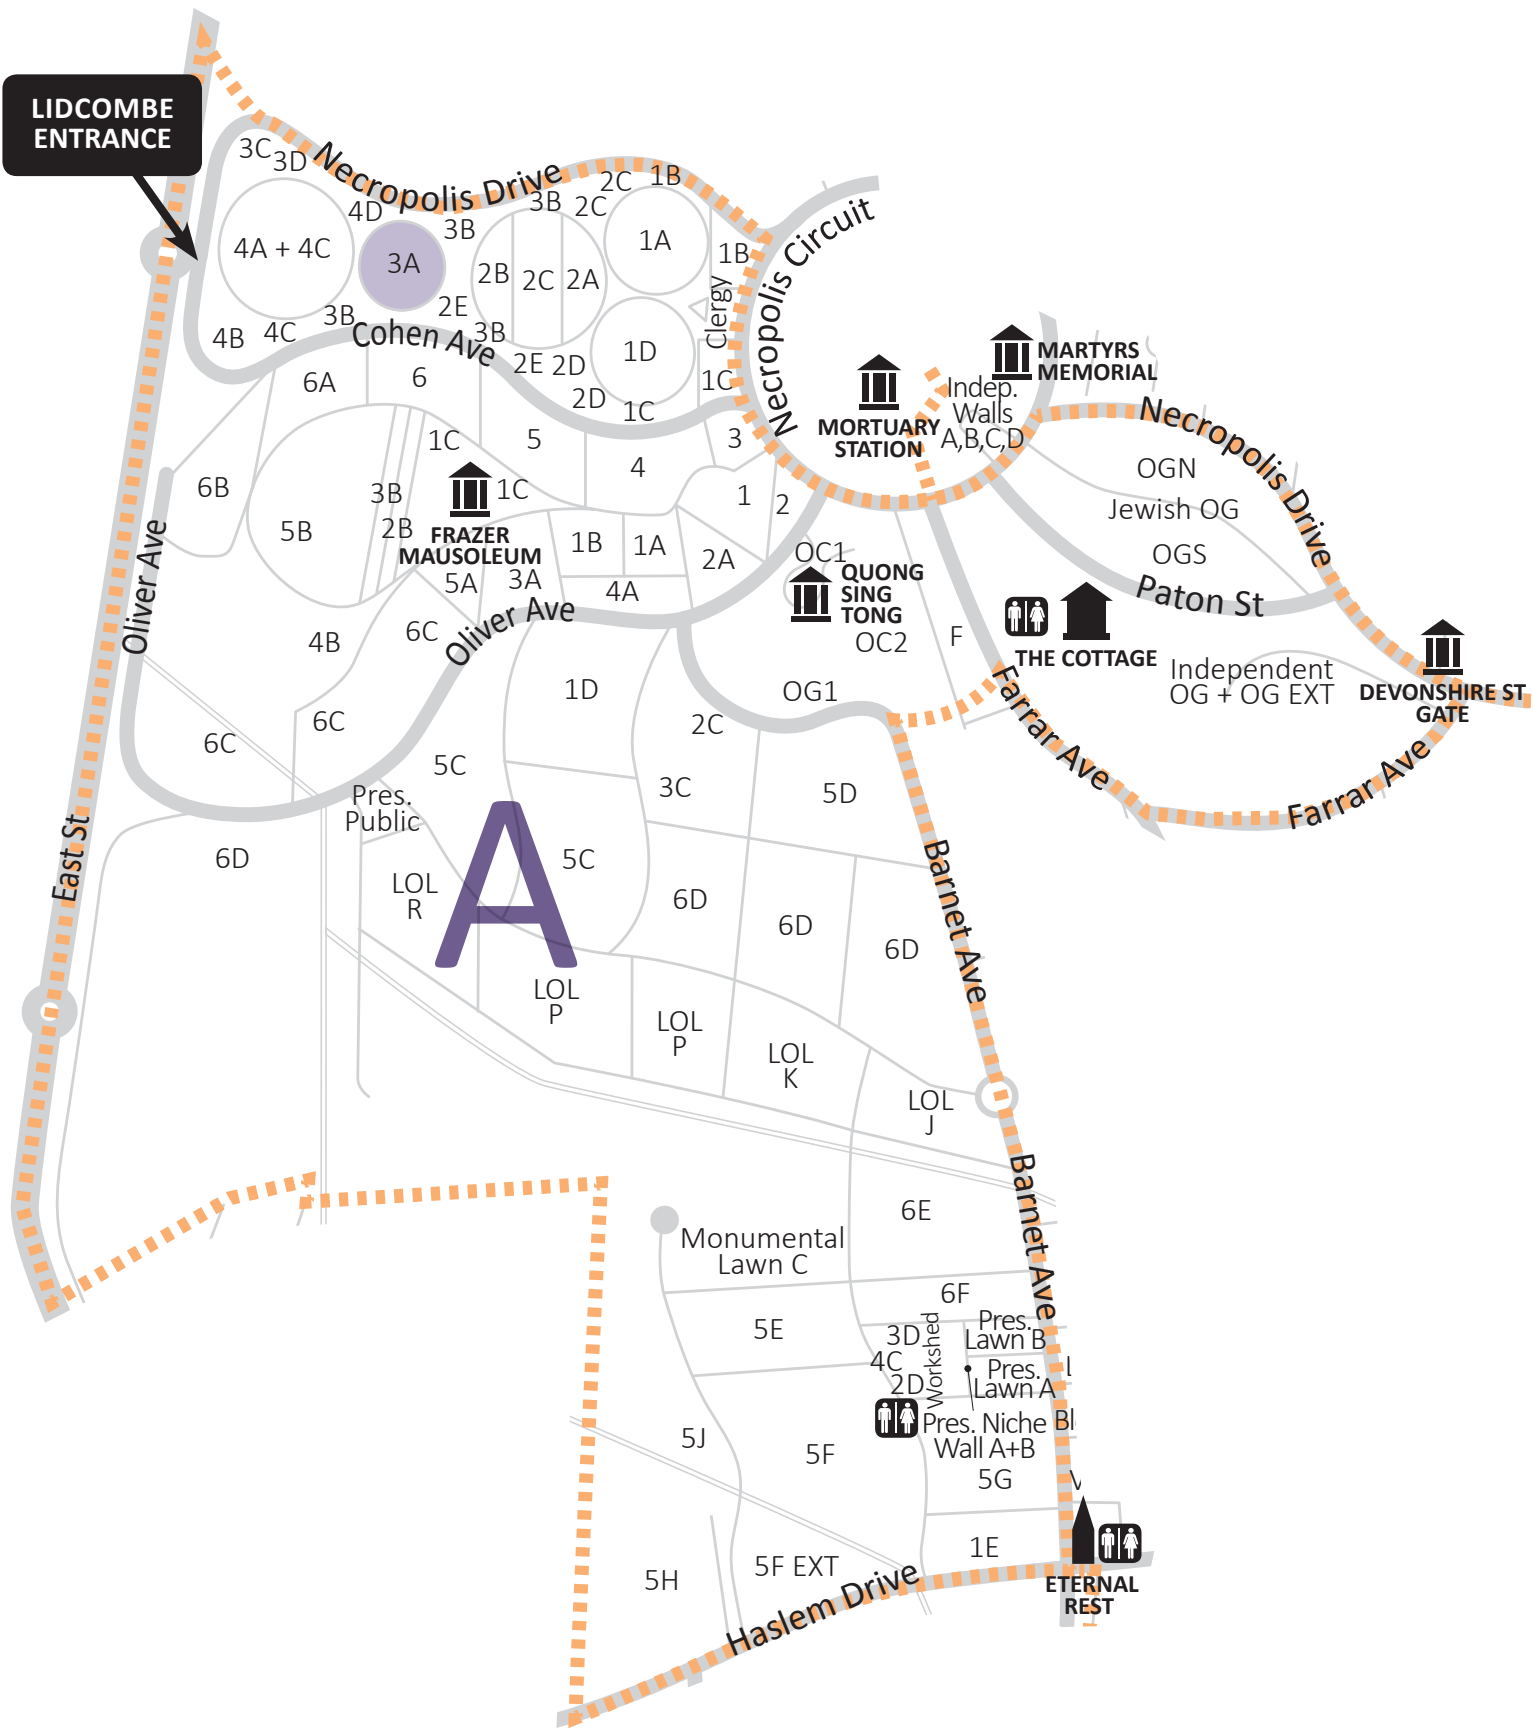 LIDCOMBE
ENTRANCE
3C
3D
Necropolis Drive
4D
3B
3B
2C
2C
1B
4A + 4C
3A
2B
2C
2A
1A
1B
Clergy
Necropolis Circuit
2E
3B
4B
4C
3B
Cohen Ave
2E
2D
1D
2D
1C
1C
6A
6
5
4
3
1C
1C
6B
5B
3B
2B
FRAZER
MAUSOLEUM
1
2
1B
1A
2A
5A
3A
4A
Oliver Ave
Oliver Ave
4B
6C
6C
6C
MORTUARY
STATION
MARTYRS
MEMORIAL
Indep.
Walls
A,B,C,D
Necropolis Drive
OGN
Jewish OG
OGS
Paton St
OC1
QUONG
SING
TONG
OC2
F
OG1
THE COTTAGE
Independent
OG + OG EXT
DEVONSHIRE ST
GATE
Farrar Ave
Farrar Ave
1D
2C
5C
3C
5D
Pres.
Public
A
LOL
R
5C
6D
6D
6D
6D
East St
Barnet Ave
LOL
P
LOL
P
LOL
K
LOL
J
Barnet Ave
6E
Monumental
Lawn C
6F
5E
3D
4C
2D
Workshed
Pres.
Lawn B
Pres.
Lawn A
Pres. Niche
Wall A+B
Bl
5J
5F
5G
5H
5F EXT
1E
Haslem Drive
ETERNAL
REST